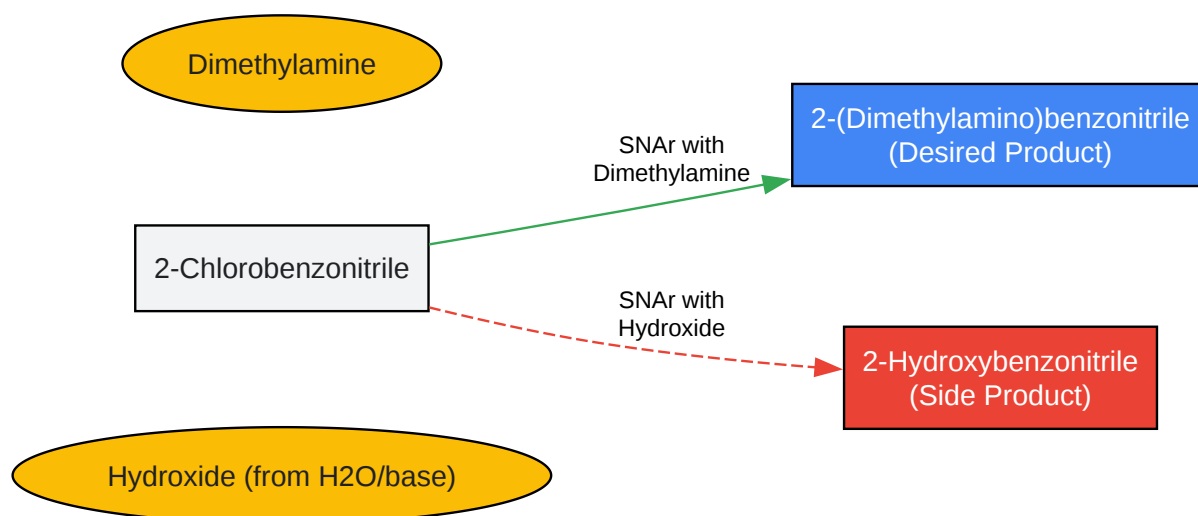 Dimethylamine
2-(Dimethylamino)benzonitrile
(Desired Product)
SNAr with
Dimethylamine
2-Chlorobenzonitrile
SNAr with
Hydroxide
2-Hydroxybenzonitrile
(Side Product)
Hydroxide (from H2O/base)